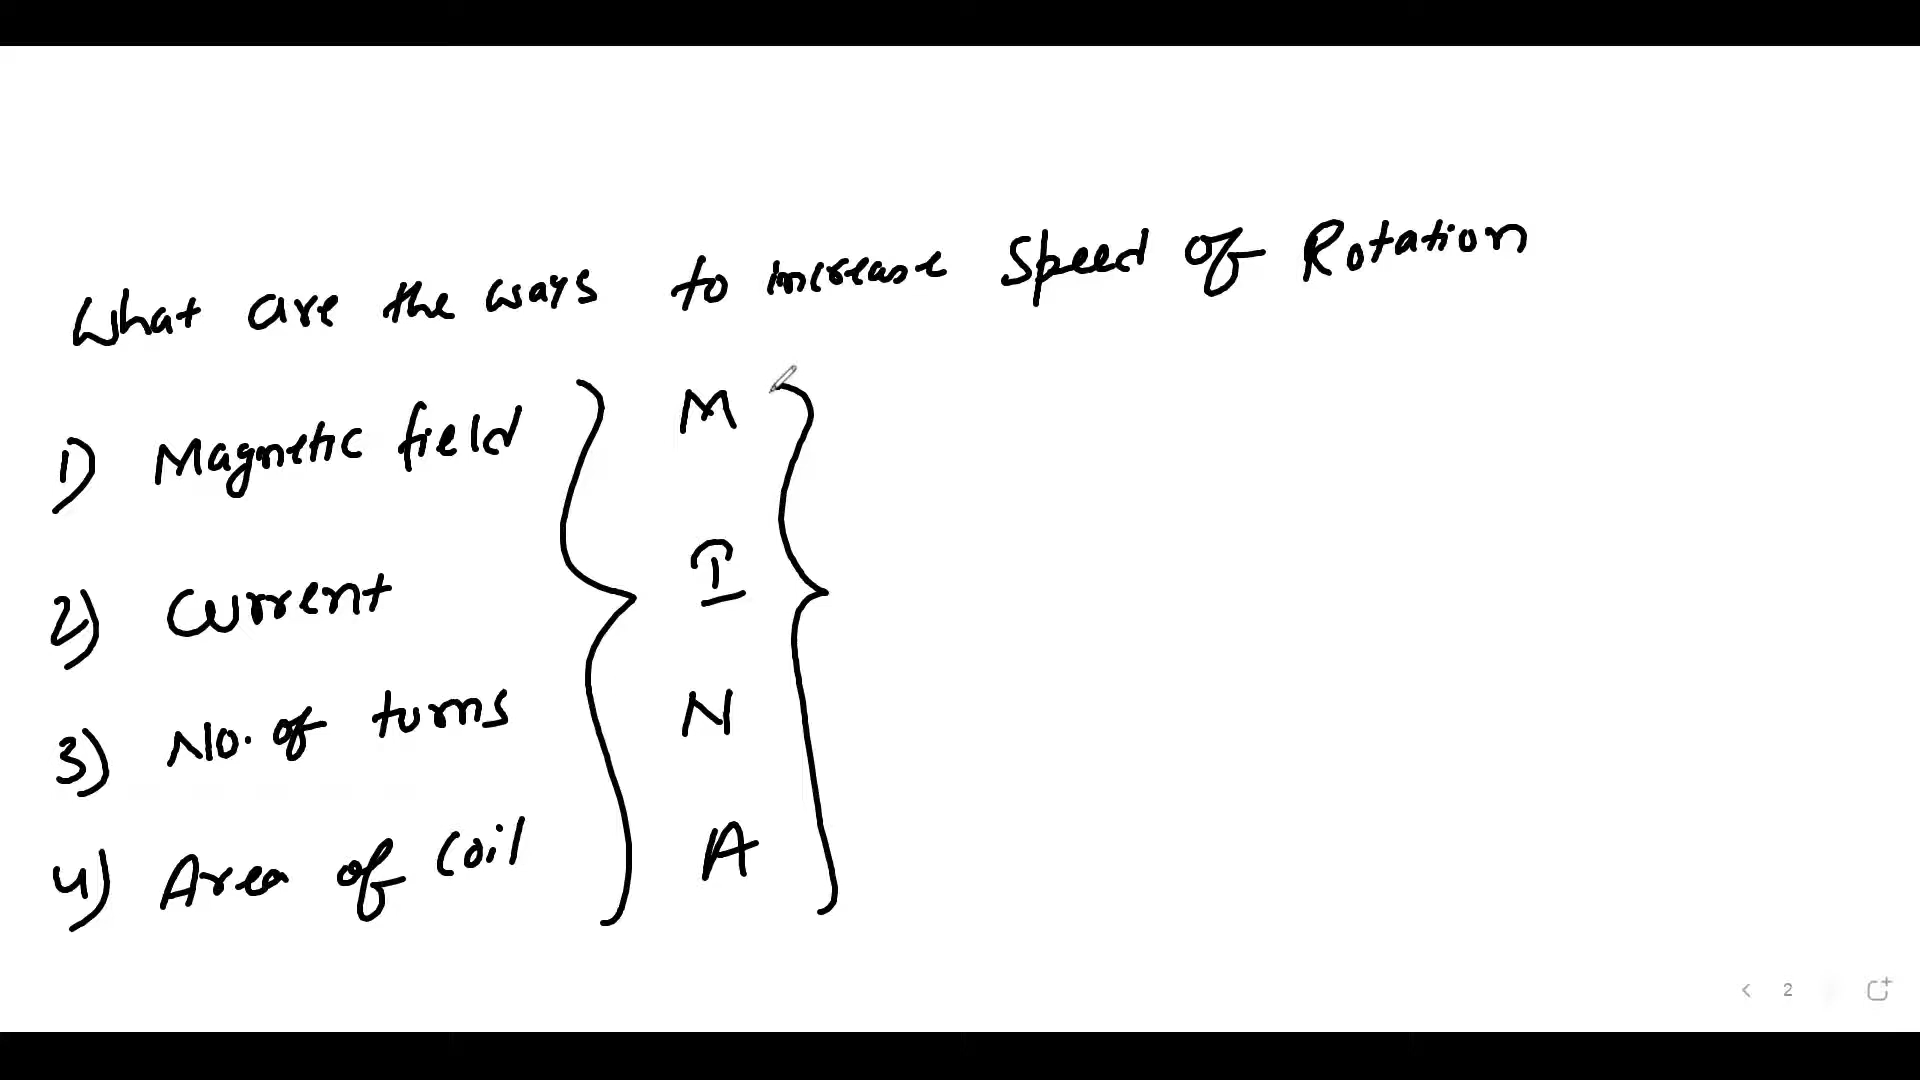 What are the ways to increase Speed of Rotation
1) Magnetic field
2) Current
3) No. of turns
4) Area of coil
M
I
N
A
2